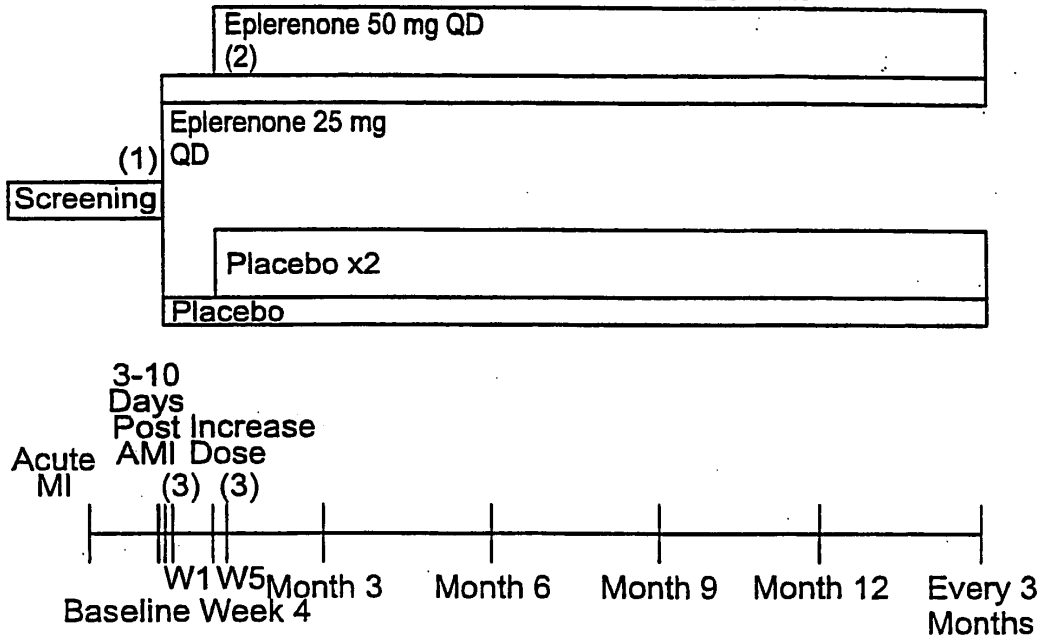 Eplerenone 50 mg QD
(2)
Eplerenone 25 mg
QD
(1)
Screening
Placebo x2
Placebo
3-10
Days
Post Increase
AMI Dose
Acute
MI
(3) (3)
W1 W5 Month 3 Month 6 Month 9 Month 12 Every 3
Months
Baseline Week 4